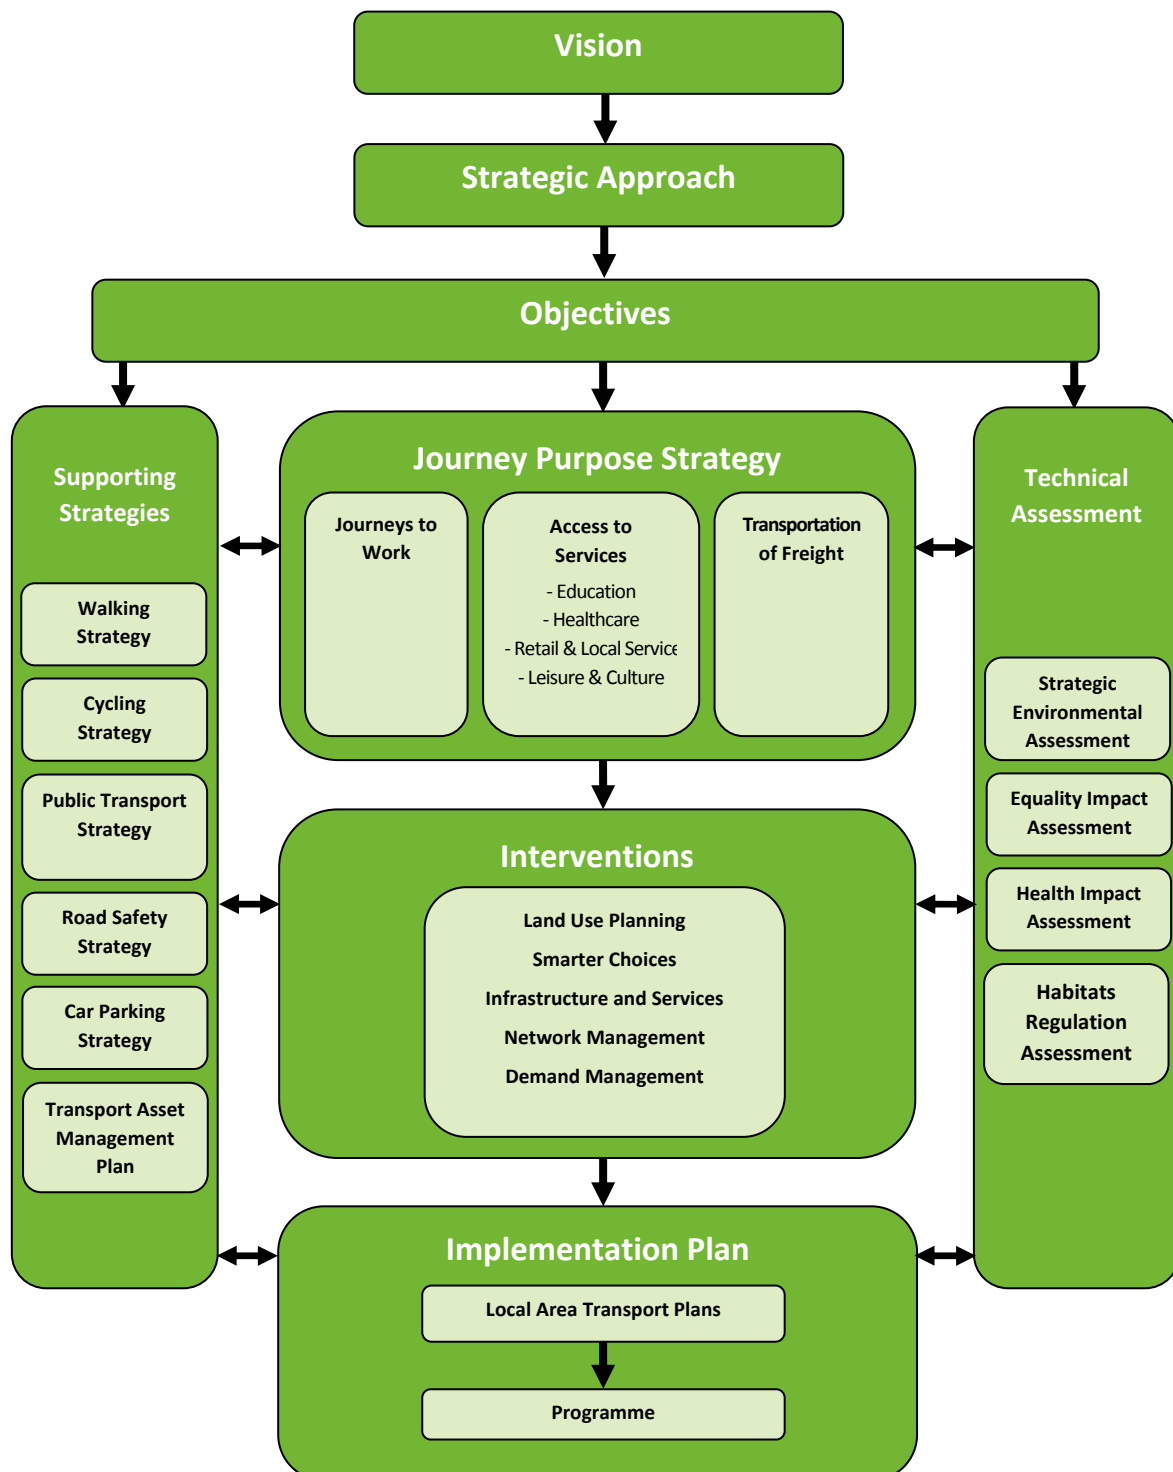 Vision
Strategic Approach
Objectives
Supporting
Strategies
Walking
Strategy
Cycling
Strategy
Public Transport
Strategy
Road Safety
Strategy
Car Parking
Strategy
Transport Asset
Management
Plan
Journey Purpose Strategy
Journeys to
Work
Access to
Services
- Education
- Healthcare
- Retail & Local Service
- Leisure & Culture
Transportation
of Freight
Interventions
Land Use Planning
Smarter Choices
Infrastructure and Services
Network Management
Demand Management
Implementation Plan
Local Area Transport Plans
Programme
Technical
Assessment
Strategic
Environmental
Assessment
Equality Impact
Assessment
Health Impact
Assessment
Habitats
Regulation
Assessment